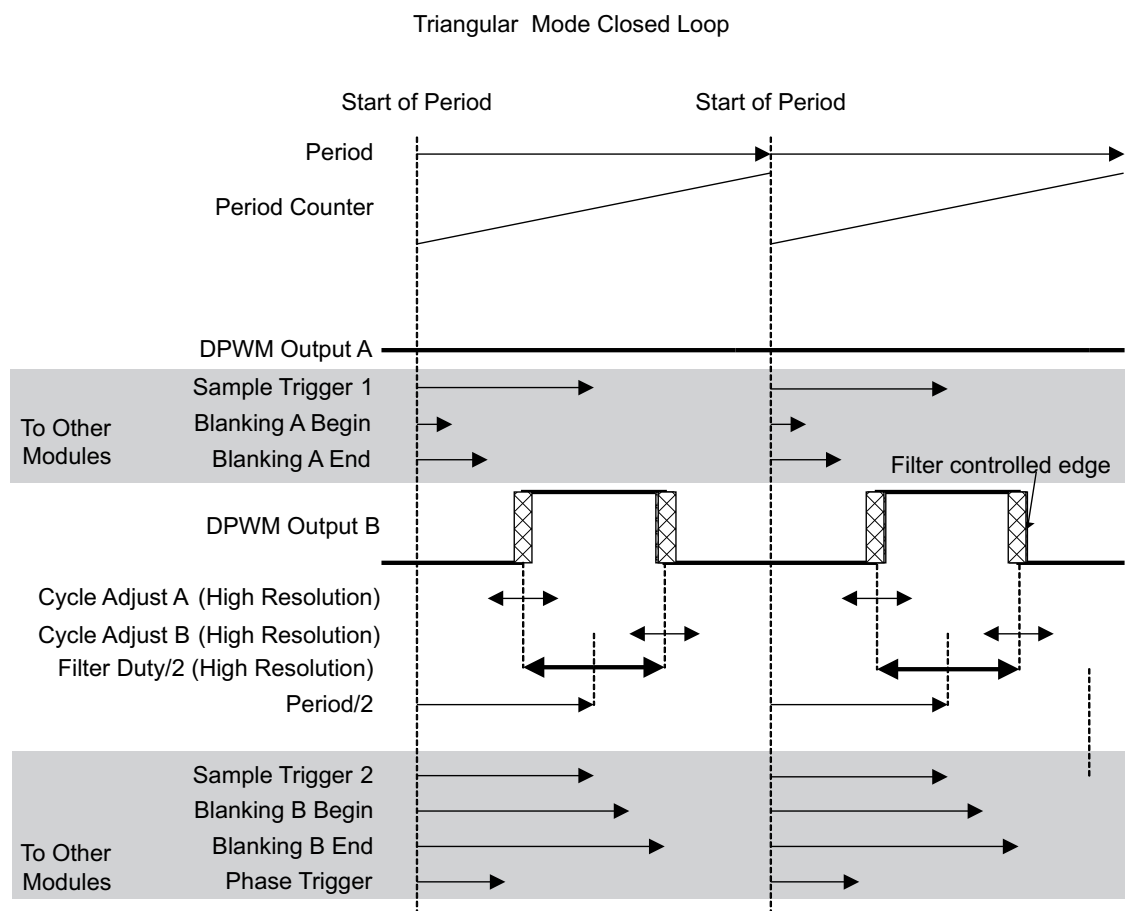 Triangular Mode Closed Loop
Start of Period
Start of Period
Period
Period Counter
DPWM Output A
Sample Trigger 1
Blanking A Begin
Blanking A End
To Other
Modules
Filter controlled edge
DPWM Output B
Cycle Adjust A (High Resolution)
Cycle Adjust B (High Resolution)
Filter Duty/2 (High Resolution)
Period/2
Sample Trigger 2
Blanking B Begin
Blanking B End
Phase Trigger
To Other
Modules